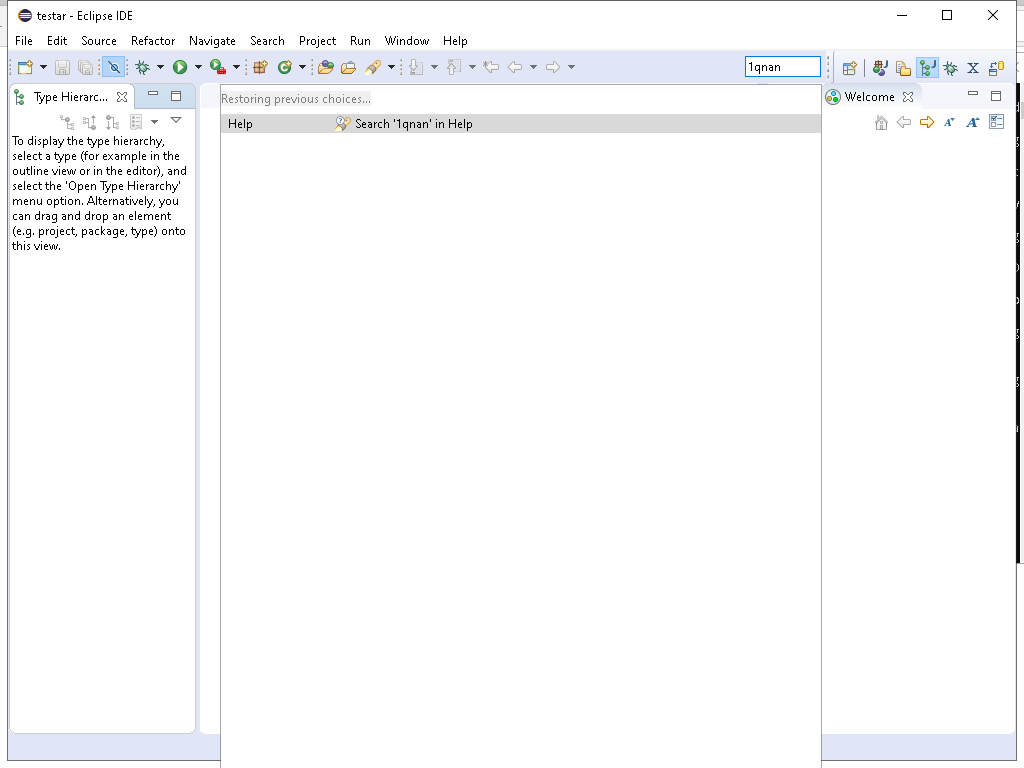 testar - Eclipse IDE
File Edit Source Refactor Navigate Search Project Run Window Help
1qnan
Type Hierarc...
Restoring previous choices...
Welcome
Help Search '1qnan' in Help
To display the type hierarchy,
select a type (for example in the
outline view or in the editor), and
select the 'Open Type Hierarchy'
menu option. Alternatively, you
can drag and drop an element
(e.g. project, package, type) onto
this view.